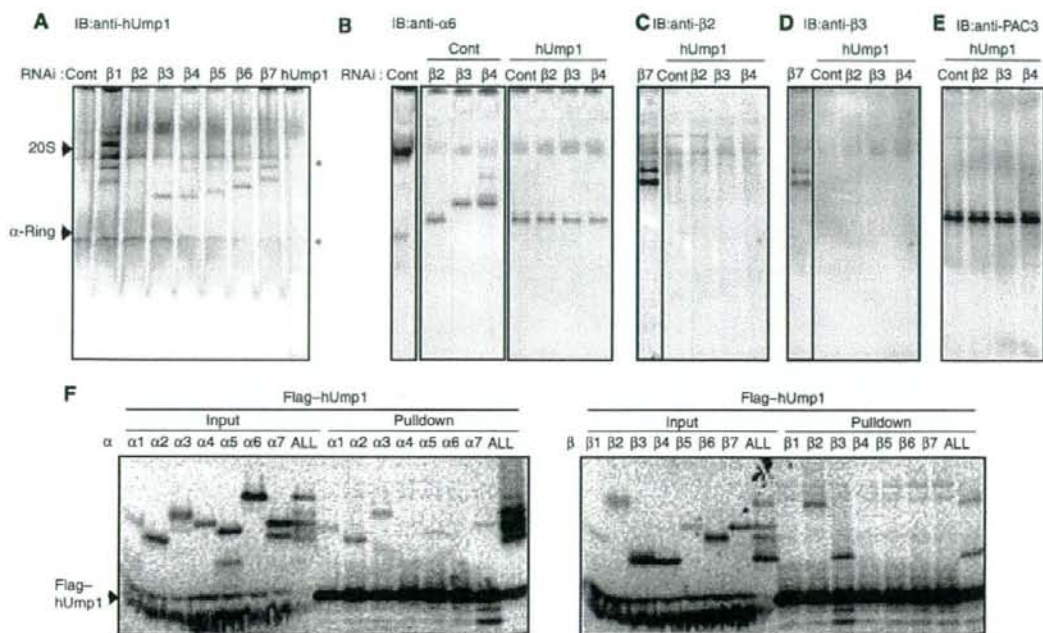 A IB:anti-hUmp1
RNAi : Cont β1 β2 β3 β4 β5 β6 β7 hUmp1
20S
α-Ring
*
*
B IB:anti-α6
Cont hUmp1
RNAi : Cont β2 β3 β4 Cont β2 β3 β4
C IB:anti-β2
hUmp1
β7 Cont β2 β3 β4
D IB:anti-β3
hUmp1
β7 Cont β2 β3 β4
E IB:anti-PAC3
hUmp1
Cont β2 β3 β4
F Flag–hUmp1
Input Pulldown
α α1 α2 α3 α4 α5 α6 α7 ALL α1 α2 α3 α4 α5 α6 α7 ALL
Flag–
hUmp1
Flag–hUmp1
Input Pulldown
β β1 β2 β3 β4 β5 β6 β7 ALL β1 β2 β3 β4 β5 β6 β7 ALL